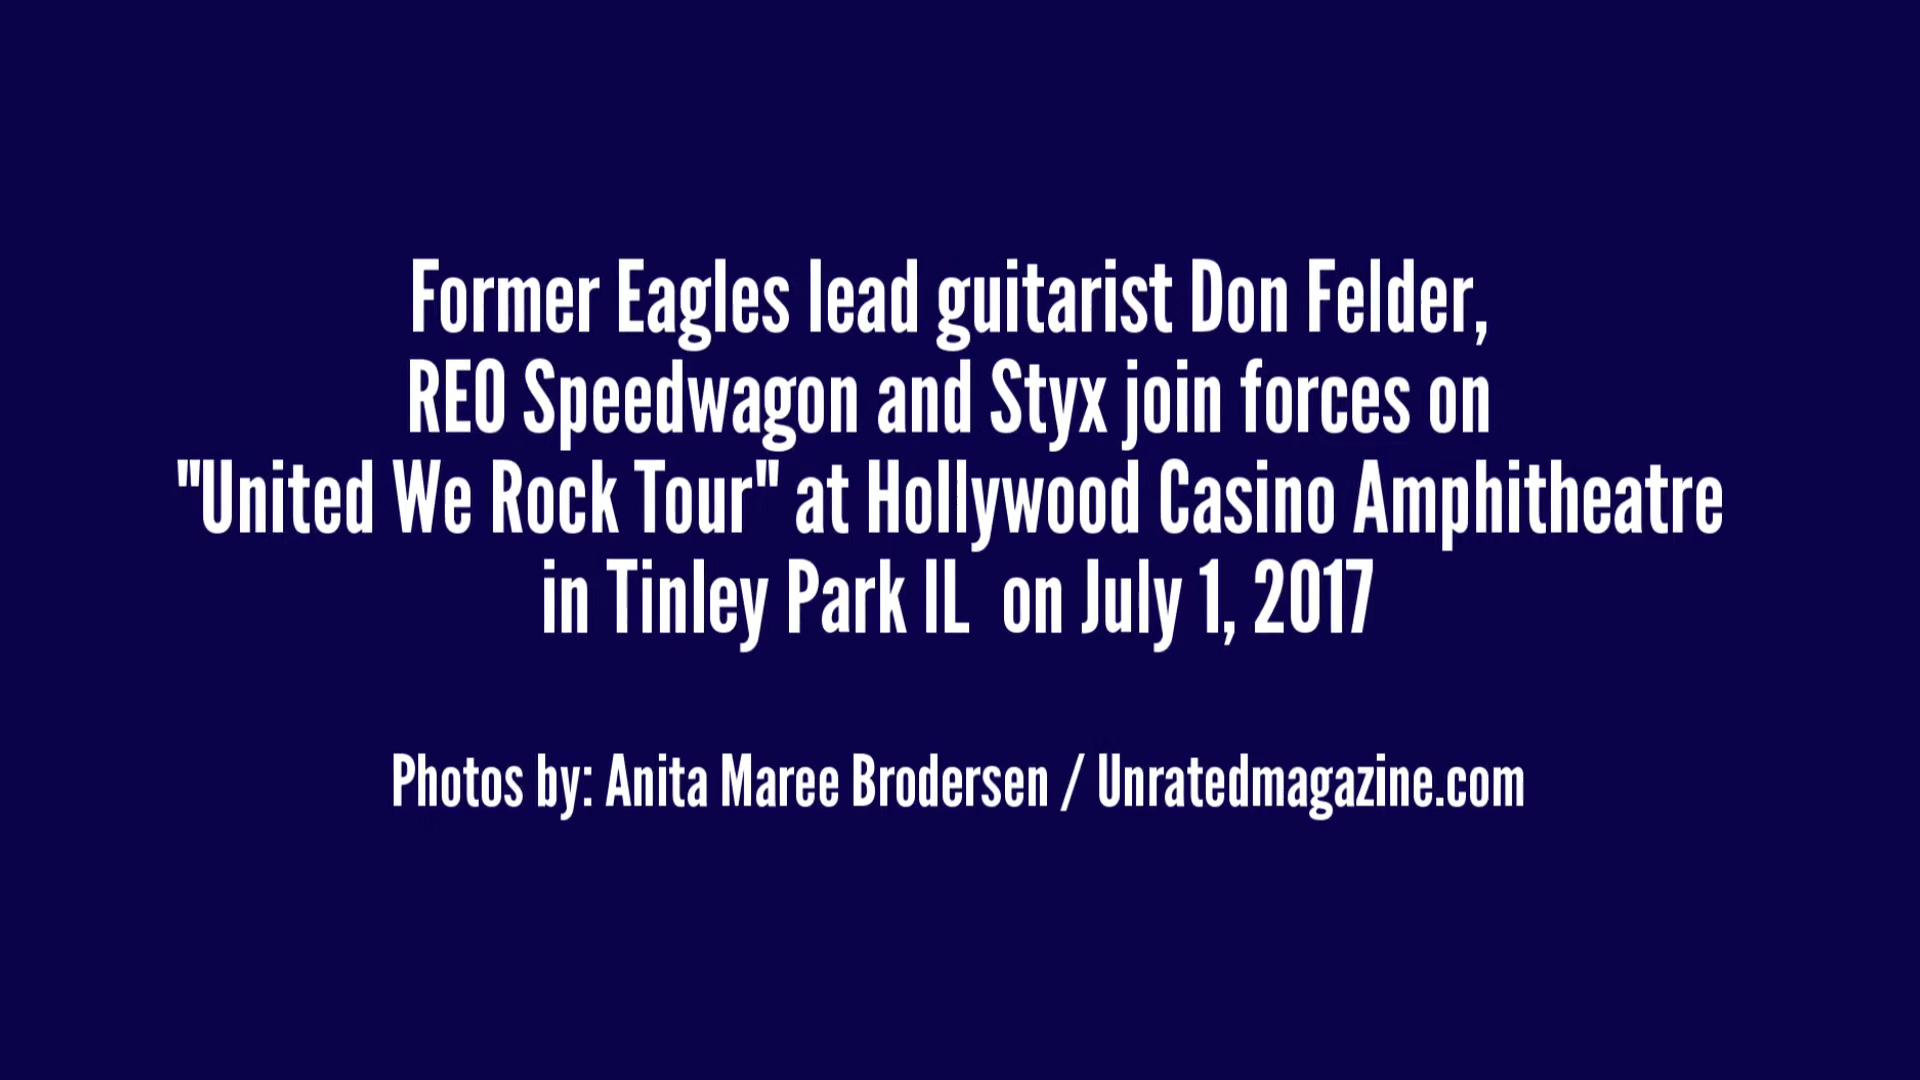 Former Eagles lead guitarist Don Felder,
REO Speedwagon and Styx join forces on
"United We Rock Tour" at Hollywood Casino Amphitheatre
in Tinley Park IL  on July 1, 2017
Photos by: Anita Maree Brodersen / Unratedmagazine.com